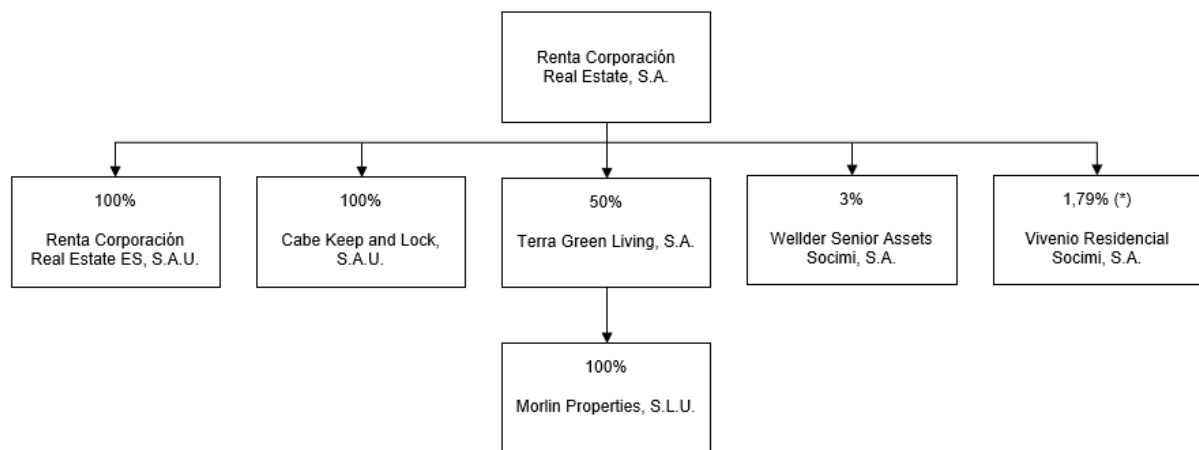 Renta Corporación
Real Estate, S.A.
100%
Renta Corporación
Real Estate ES, S.A.U.
100%
Cabe Keep and Lock,
S.A.U.
50%
Terra Green Living, S.A.
3%
Wellder Senior Assets
Socimi, S.A.
1,79% (*)
Vivenio Residencial
Socimi, S.A.
100%
Morlin Properties, S.L.U.